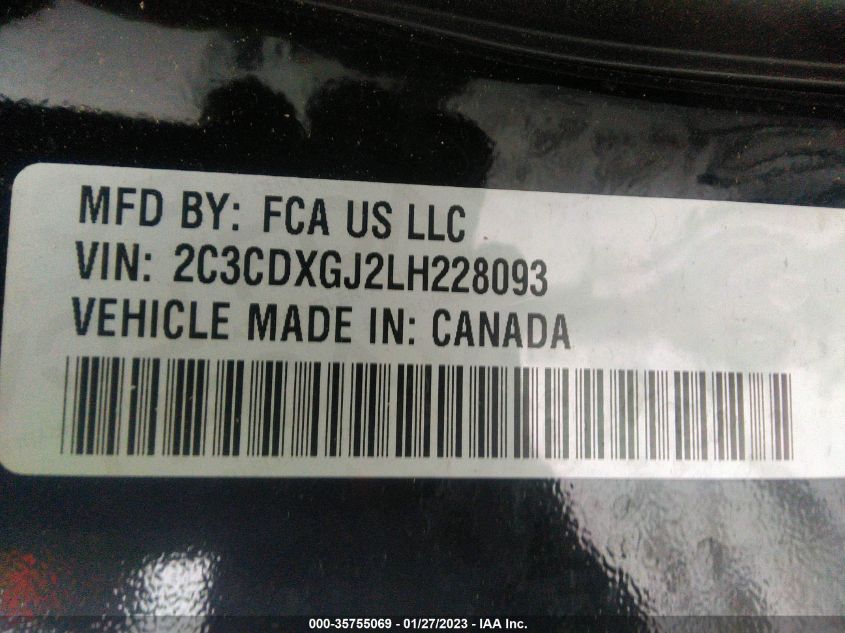 MFD BY: FCA US LLC
VIN: 2C3CDXGJ2LH228093
VEHICLE MADE IN: CANADA
000-35755069 - 01/27/2023 - IAA Inc.